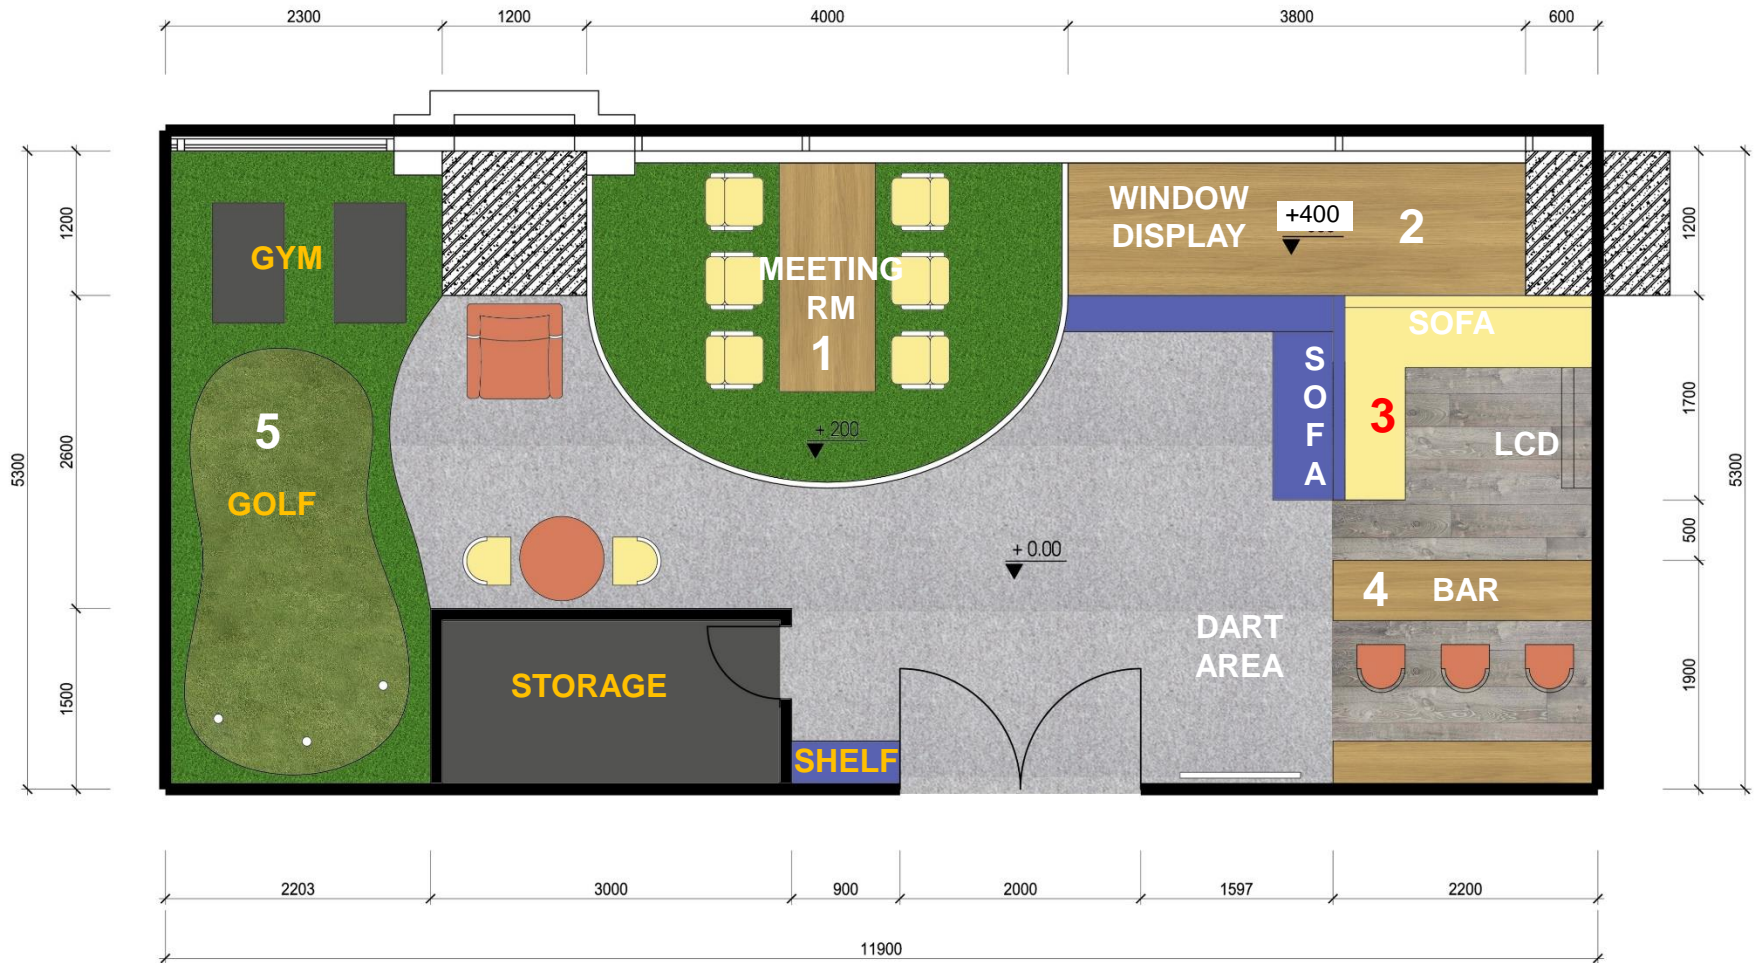 2300 1200 4000 3800 600
5300
1200
2600
1500
GYM
5
GOLF
MEETING
RM
1
+ 200
WINDOW
DISPLAY
+400
2
SOFA
S
O
F
A
3
LCD
+ 0.00
4 BAR
DART
AREA
STORAGE
SHELF
1200
1700
500
1900
5300
2203 3000 900 2000 1597 2200
11900